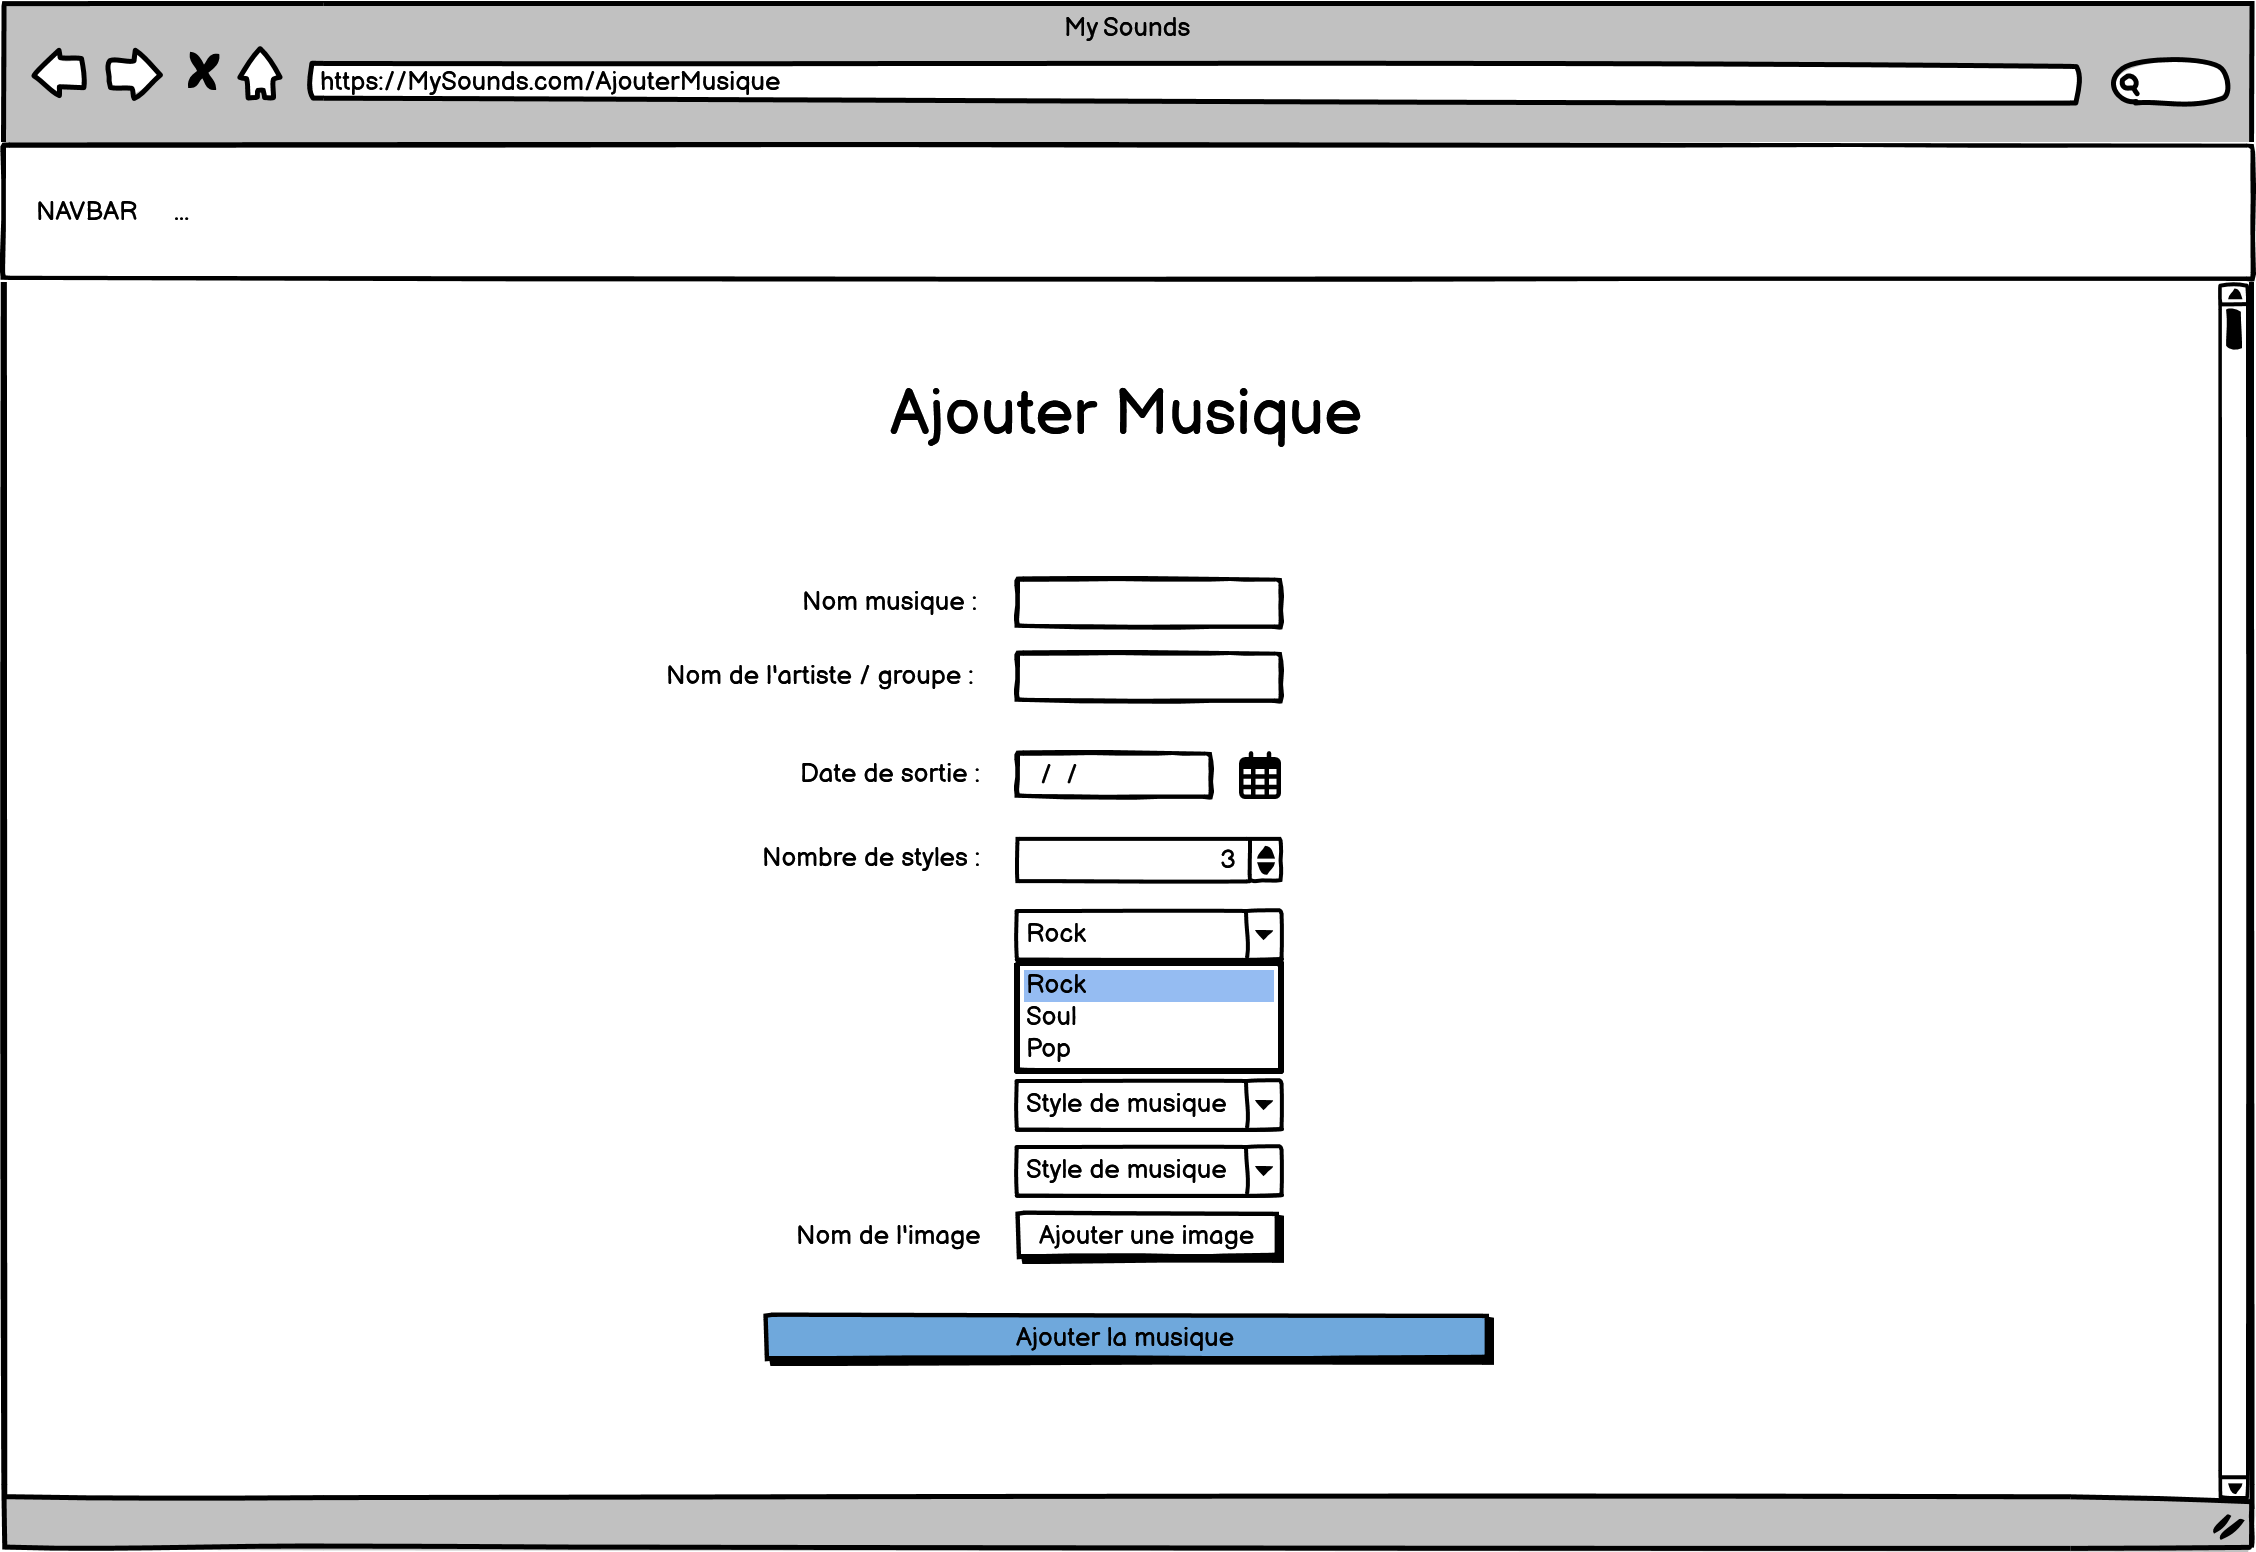 My Sounds
https://MySounds.com/AjouterMusique
NAVBAR ...
Ajouter Musique
Nom musique :
Nom de l'artiste / groupe :
Date de sortie : / /
Nombre de styles : 3
Rock
Rock
Soul
Pop
Style de musique
Style de musique
Nom de l'image Ajouter une image
Ajouter la musique